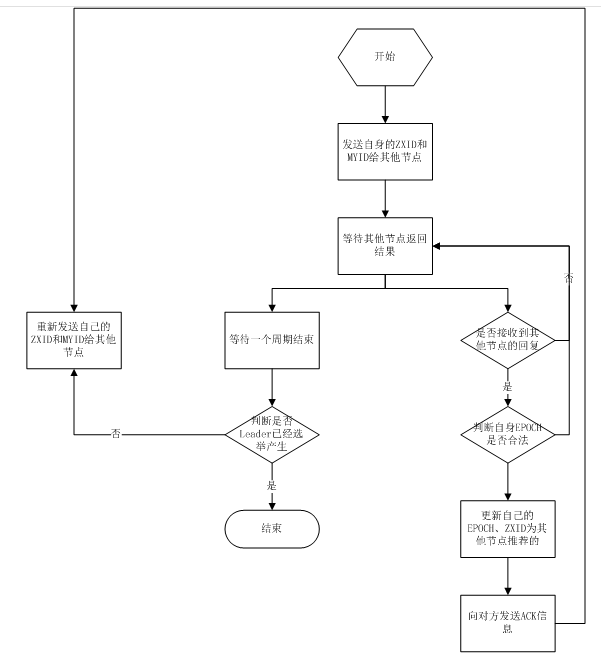 开始
发送自身的ZXID和
MYID给其他节点
等待其他节点返回
结果
否
重新发送自己的
ZXID和MYID给其他
节点
等待一个周期结束
是否接收到其
他节点的回复
是
判断是否
Leader已经选
举产生
判断自身EPOCH
是否合法
否
是
结束
更新自己的
EPOCH、ZXID为其
他节点推荐的
向对方发送ACK信
息